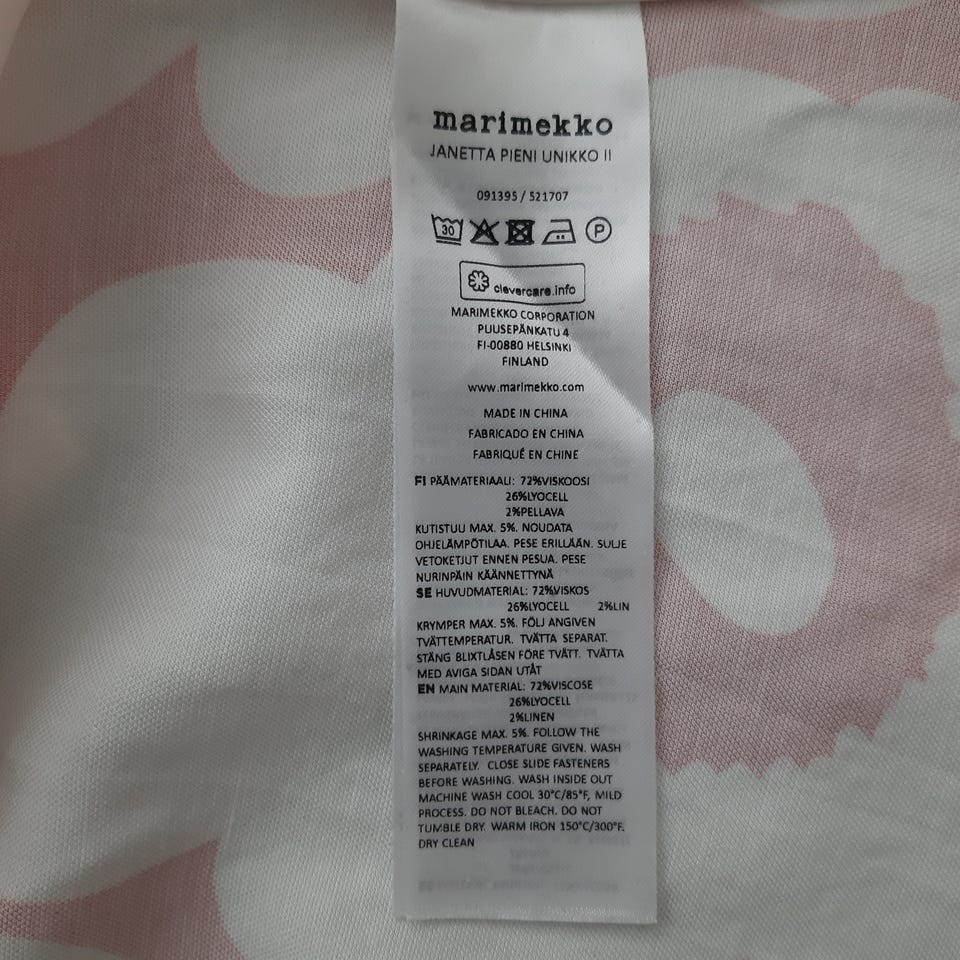 marimekko
JANETTA PIENI UNIKKO II
091395 / 521707
30 P
clevercare.info
MARIMEKKO CORPORATION
PUUSEPÄNKATU 4
FI-00880 HELSINKI
FINLAND
www.marimekko.com
MADE IN CHINA
FABRICADO EN CHINA
FABRIQUÉ EN CHINE
FI PÄÄMATERIAALI: 72%VISKOOSI
26%LYOCELL
2%PELLAVA
KUTISTUU MAX. 5%. NOUDATA
OHJELÄMPÖTILAA. PESE ERILLÄÄN. SULJE
VETOKETJUT ENNEN PESUA. PESE
NURINPÄIN KÄÄNNETTYNÄ
SE HUVUDMATERIAL: 72%VISKOS
26%LYOCELL 2%LIN
KRYMPER MAX. 5%. FÖLJ ANGIVEN
TVÄTTEMPERATUR. TVÄTTA SEPARAT.
STÄNG BLIXTLÅSEN FÖRE TVÄTT. TVÄTTA
MED AVIGA SIDAN UTÅT
EN MAIN MATERIAL: 72%VISCOSE
26%LYOCELL
2%LINEN
SHRINKAGE MAX. 5%. FOLLOW THE
WASHING TEMPERATURE GIVEN. WASH
SEPARATELY. CLOSE SLIDE FASTENERS
BEFORE WASHING. WASH INSIDE OUT
MACHINE WASH COOL 30°C/85°F, MILD
PROCESS. DO NOT BLEACH. DO NOT
TUMBLE DRY. WARM IRON 150°C/300°F.
DRY CLEAN